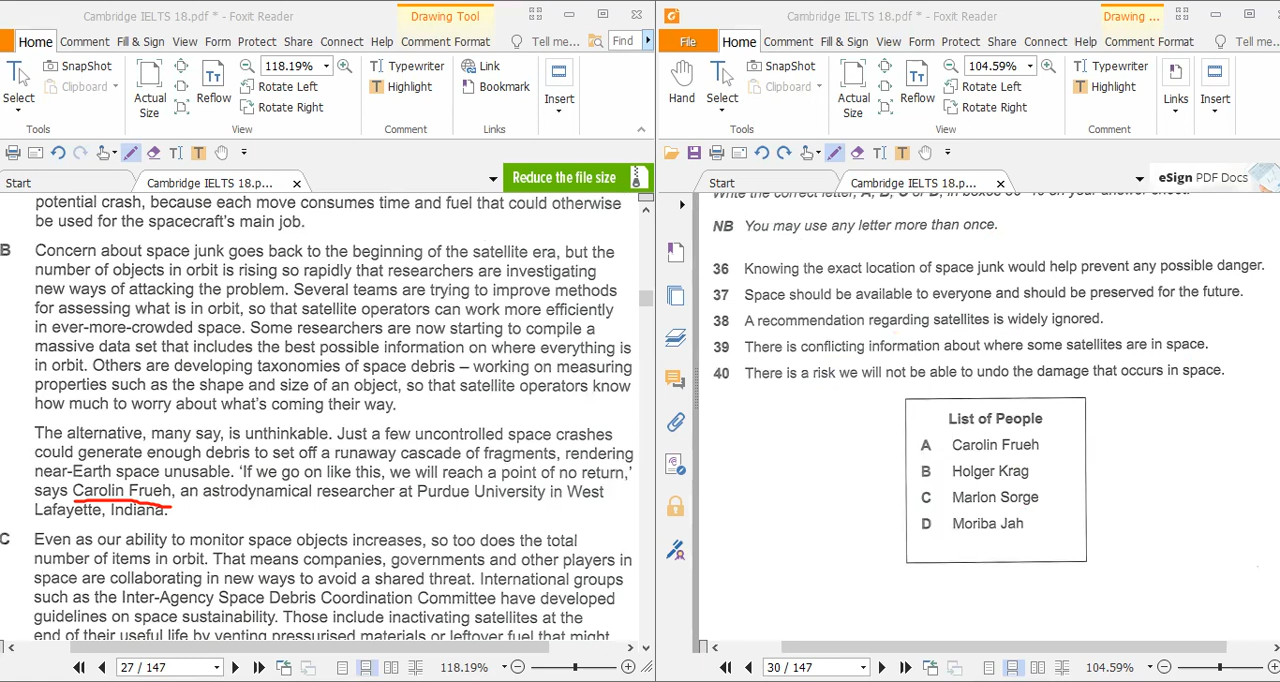 Cambridge IELTS 18.pdf * - Foxit Reader
Drawing Tool
Home Comment Fill & Sign View Form Protect Share Connect Help Comment Format Tell me... Find
SnapShot
Clipboard
Select
Tools
Actual Size
Reflow
118.19%
Rotate Left
Rotate Right
View
Typewriter
Highlight
Comment
Link
Bookmark
Links
Insert
Reduce the file size
Start
Cambridge IELTS 18.p...
potential crash, because each move consumes time and fuel that could otherwise
be used for the spacecraft's main job.
B Concern about space junk goes back to the beginning of the satellite era, but the
number of objects in orbit is rising so rapidly that researchers are investigating
new ways of attacking the problem. Several teams are trying to improve methods
for assessing what is in orbit, so that satellite operators can work more efficiently
in ever-more-crowded space. Some researchers are now starting to compile a
massive data set that includes the best possible information on where everything is
in orbit. Others are developing taxonomies of space debris – working on measuring
properties such as the shape and size of an object, so that satellite operators know
how much to worry about what's coming their way.
The alternative, many say, is unthinkable. Just a few uncontrolled space crashes
could generate enough debris to set off a runaway cascade of fragments, rendering
near-Earth space unusable. 'If we go on like this, we will reach a point of no return,'
says Carolin Frueh, an astrodynamical researcher at Purdue University in West
Lafayette, Indiana.
C Even as our ability to monitor space objects increases, so too does the total
number of items in orbit. That means companies, governments and other players in
space are collaborating in new ways to avoid a shared threat. International groups
such as the Inter-Agency Space Debris Coordination Committee have developed
guidelines on space sustainability. Those include inactivating satellites at the
end of their useful life by venting pressurised materials or leftover fuel that might
27 / 147
118.19%
Cambridge IELTS 18.pdf * - Foxit Reader
Drawing ...
File Home Comment Fill & Sign View Form Protect Share Connect Help Comment Format Tell me...
Hand
Select
SnapShot
Clipboard
Tools
Actual Size
Reflow
104.59%
Rotate Left
Rotate Right
View
Typewriter
Highlight
Comment
Links
Insert
eSign PDF Docs
Start
Cambridge IELTS 18.p...
NB You may use any letter more than once.
36 Knowing the exact location of space junk would help prevent any possible danger.
37 Space should be available to everyone and should be preserved for the future.
38 A recommendation regarding satellites is widely ignored.
39 There is conflicting information about where some satellites are in space.
40 There is a risk we will not be able to undo the damage that occurs in space.
List of People
A Carolin Frueh
B Holger Krag
C Marlon Sorge
D Moriba Jah
30 / 147
104.59%